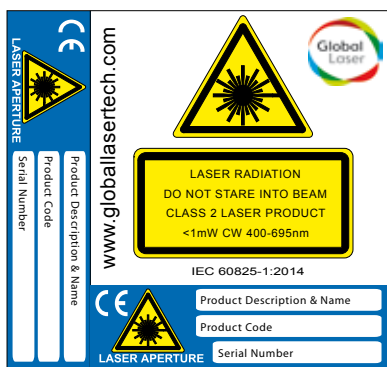 CE
LASER APERTURE
Product Description & Name
Product Code
Serial Number
www.globallasertech.com
Global
Laser
LASER RADIATION
DO NOT STARE INTO BEAM
CLASS 2 LASER PRODUCT
<1mW CW 400-695nm
IEC 60825-1:2014
CE
LASER APERTURE
Product Description & Name
Product Code
Serial Number